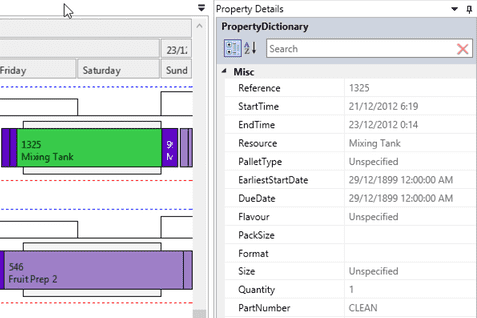 Property Details
PropertyDictionary
Search
Misc
Reference 1325
StartTime 21/12/2012 6:19
EndTime 23/12/2012 0:14
Resource Mixing Tank
PalletType Unspecified
EarliestStartDate 29/12/1899 12:00:00 AM
DueDate 29/12/1899 12:00:00 AM
Flavour Unspecified
PackSize
Format
Size Unspecified
Quantity 1
PartNumber CLEAN
23/12
Friday Saturday Sund
1325
Mixing Tank
546
Fruit Prep 2